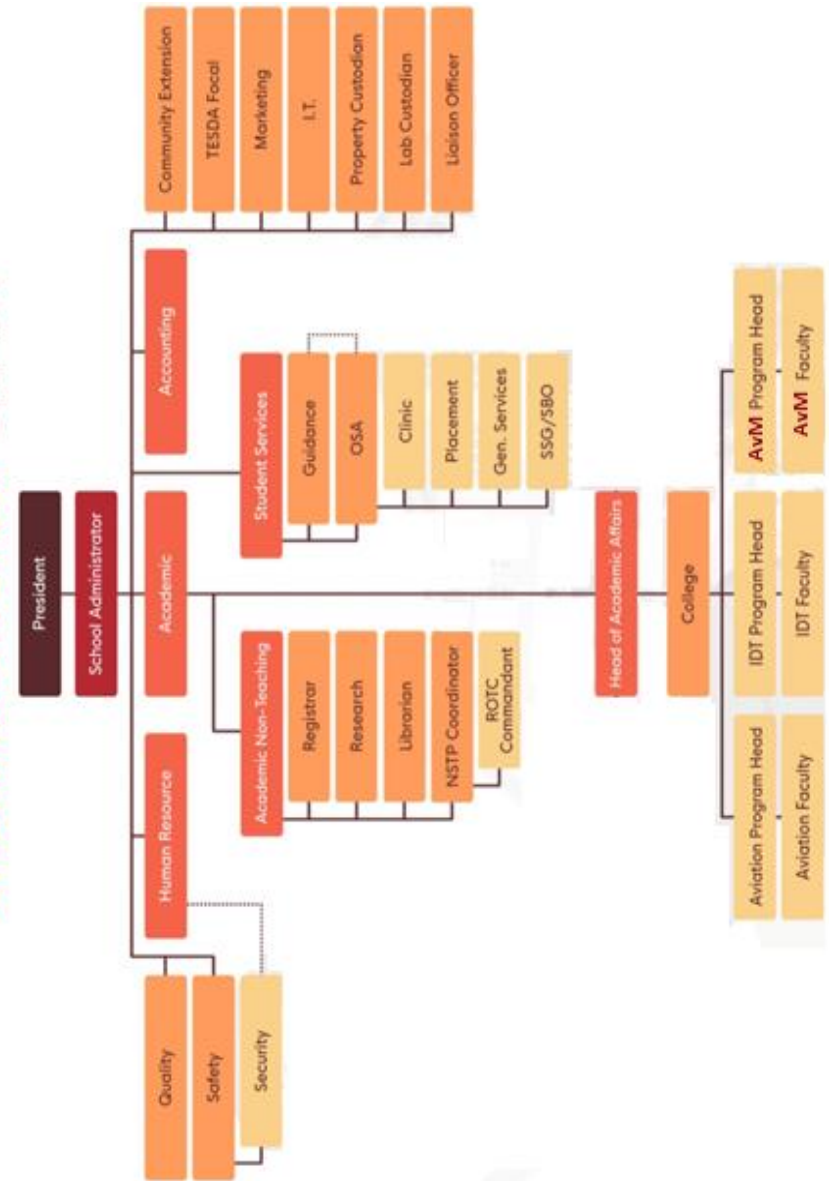 President
School Administrator
Quality
Safety
Security
Human Resource
Academic
Accounting
Community Extension
TESDA Focal
Marketing
I.T.
Property Custodian
Lab Custodian
Liaison Officer
Academic Non-Teaching
Registrar
Research
Librarian
NSTP Coordinator
ROTC
Commandant
Student Services
Guidance
OSA
Clinic
Placement
Gen. Services
SSG/SBO
Head of Academic Affairs
College
Aviation Program Head
Aviation Faculty
IDT Program Head
IDT Faculty
AvM Program Head
AvM Faculty